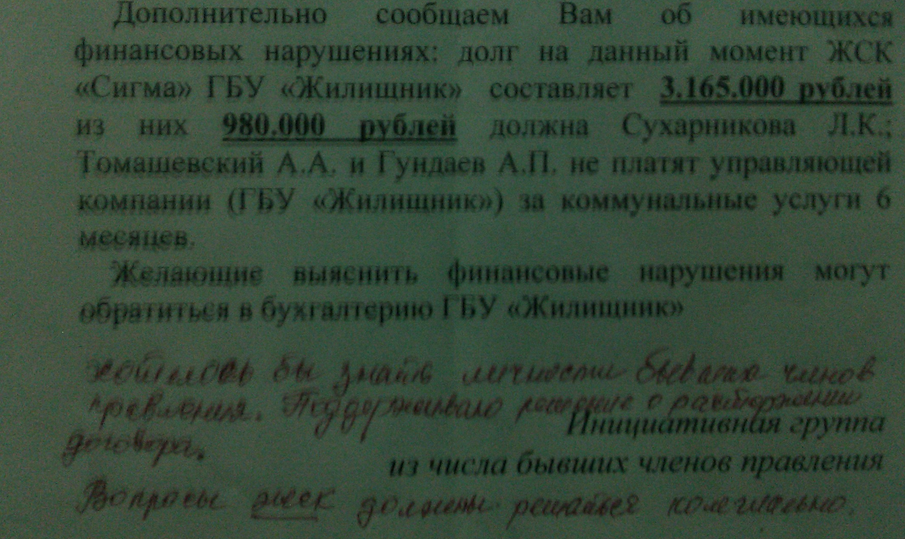 Дополнительно сообщаем Вам об имеющихся
финансовых нарушениях: долг на данный момент ЖСК
«Сигма» ГБУ «Жилищник» составляет 3.165.000 рублей
из них 980.000 рублей должна Сухарникова Л.К.;
Томашевский А.А. и Гундаев А.П. не платят управляющей
компании (ГБУ «Жилищник») за коммунальные услуги 6
месяцев.
Желающие выяснить финансовые нарушения могут
обратиться в бухгалтерию ГБУ «Жилищник»
хотелось бы знать личности бывших членов
правления. Поддерживаю решение о расторжении
договора.
Инициативная группа
из числа бывших членов правления
Вопросы жск должны решаться колегиально.